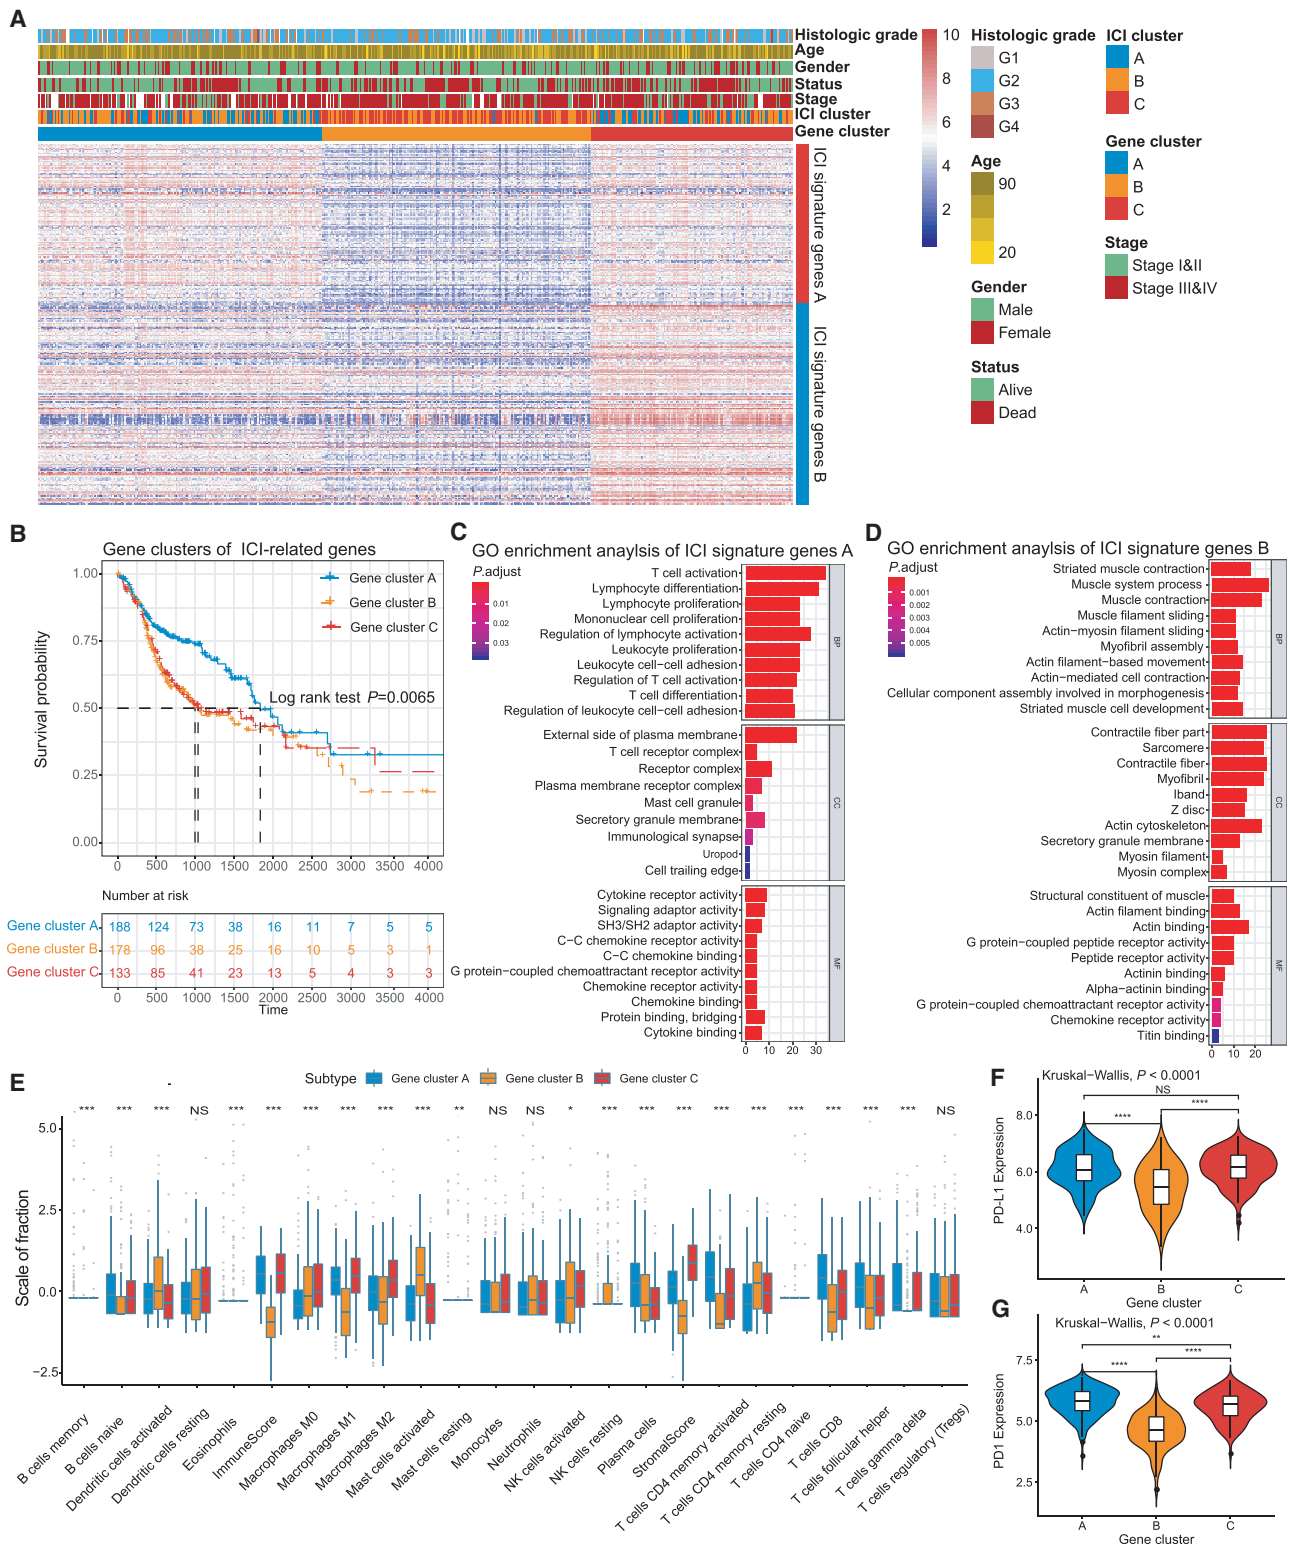 A
Histologic grade
Age
Gender
Status
Stage
ICI cluster
Gene cluster
ICI signature genes A
ICI signature genes B
10
8
6
4
2
Histologic grade
G1
G2
G3
G4
Age
90
20
Gender
Male
Female
Status
Alive
Dead
ICI cluster
A
B
C
Gene cluster
A
B
C
Stage
Stage I&II
Stage III&IV
B
Gene clusters of ICI-related genes
Survival probability
1.00
0.75
0.50
0.25
0.00
Gene cluster A
Gene cluster B
Gene cluster C
Log rank test P=0.0065
0 500 1000 1500 2000 2500 3000 3500 4000
Number at risk
Gene cluster A 188 124 73 38 16 11 7 5 5
Gene cluster B 178 96 38 25 16 10 5 3 1
Gene cluster C 133 85 41 23 13 5 4 3 3
0 500 1000 1500 2000 2500 3000 3500 4000
Time
C
GO enrichment anaylsis of ICI signature genes A
P.adjust
0.01
0.02
0.03
T cell activation
Lymphocyte differentiation
Lymphocyte proliferation
Mononuclear cell proliferation
Regulation of lymphocyte activation
Leukocyte proliferation
Leukocyte cell−cell adhesion
Regulation of T cell activation
T cell differentiation
Regulation of leukocyte cell−cell adhesion
BP
External side of plasma membrane
T cell receptor complex
Receptor complex
Plasma membrane receptor complex
Mast cell granule
Secretory granule membrane
Immunological synapse
Uropod
Cell trailing edge
CC
Cytokine receptor activity
Signaling adaptor activity
SH3/SH2 adaptor activity
C−C chemokine receptor activity
C−C chemokine binding
G protein−coupled chemoattractant receptor activity
Chemokine receptor activity
Chemokine binding
Protein binding, bridging
Cytokine binding
MF
0 10 20 30
D
GO enrichment anaylsis of ICI signature genes B
P.adjust
0.001
0.002
0.003
0.004
0.005
Striated muscle contraction
Muscle system process
Muscle contraction
Muscle filament sliding
Actin−myosin filament sliding
Myofibril assembly
Actin filament−based movement
Actin−mediated cell contraction
Cellular component assembly involved in morphogenesis
Striated muscle cell development
BP
Contractile fiber part
Sarcomere
Contractile fiber
Myofibril
Iband
Z disc
Actin cytoskeleton
Secretory granule membrane
Myosin filament
Myosin complex
CC
Structural constituent of muscle
Actin filament binding
Actin binding
G protein−coupled peptide receptor activity
Peptide receptor activity
Actinin binding
Alpha−actinin binding
G protein−coupled chemoattractant receptor activity
Chemokine receptor activity
Titin binding
MF
0 10 20
E
Subtype Gene cluster A Gene cluster B Gene cluster C
*** *** *** NS *** *** *** *** *** *** ** NS NS * *** *** *** *** *** *** *** *** *** NS
Scale of fraction
5.0
2.5
0.0
−2.5
B cells memory
B cells naive
Dendritic cells activated
Dendritic cells resting
Eosinophils
ImmuneScore
Macrophages M0
Macrophages M1
Macrophages M2
Mast cells activated
Mast cells resting
Monocytes
Neutrophils
NK cells activated
NK cells resting
Plasma cells
StromalScore
T cells CD4 memory activated
T cells CD4 memory resting
T cells CD4 naive
T cells CD8
T cells follicular helper
T cells gamma delta
T cells regulatory (Tregs)
F
Kruskal−Wallis, P < 0.0001
NS
****
****
PD-L1 Expression
8.0
6.0
4.0
A B C
Gene cluster
G
Kruskal−Wallis, P < 0.0001
**
****
****
PD1 Expression
7.5
5.0
2.5
A B C
Gene cluster